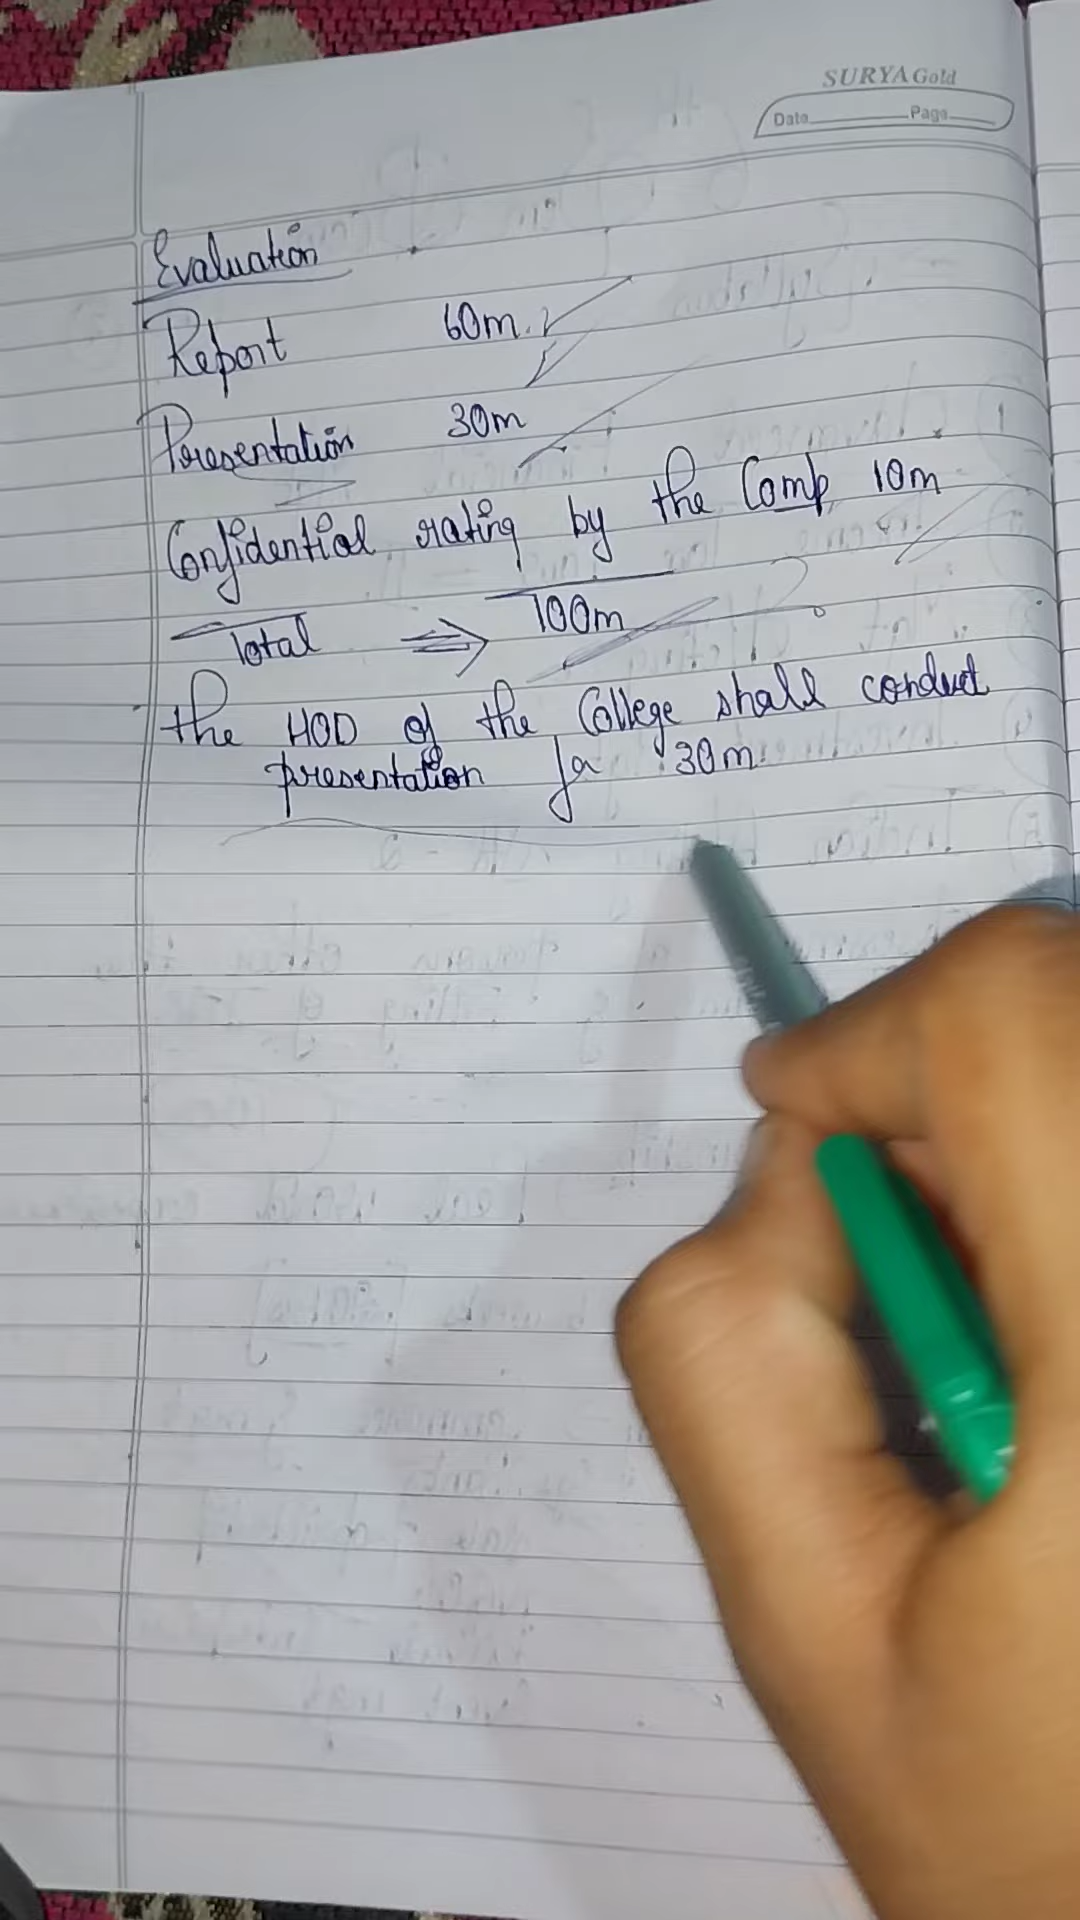 SURYA Gold
Date Page
Evaluation
Report 60m
Presentation 30m
Confidential rating by the Comp 10m
Total ⇒ 100m
the HOD of the College shall conduct
presentation for 30m